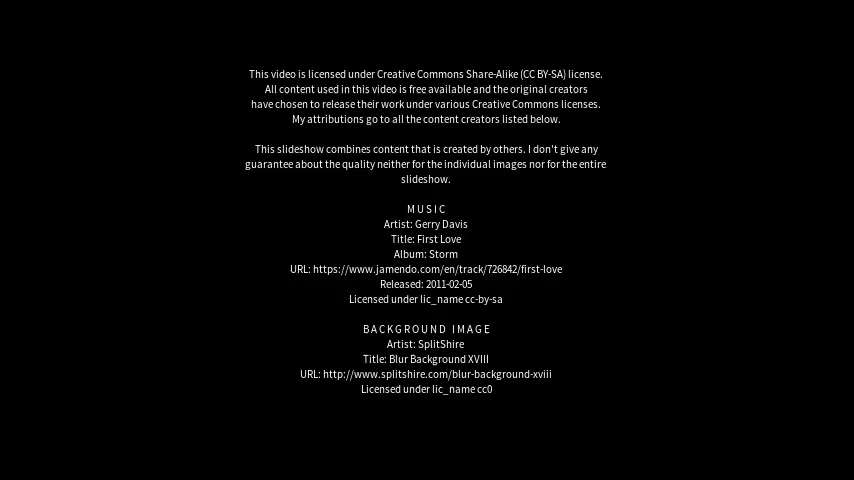 This video is licensed under Creative Commons Share-Alike (CC BY-SA) license.
All content used in this video is free available and the original creators
have chosen to release their work under various Creative Commons licenses.
My attributions go to all the content creators listed below.
This slideshow combines content that is created by others. I don't give any
guarantee about the quality neither for the individual images nor for the entire
slideshow.
MUSIC
Artist: Gerry Davis
Title: First Love
Album: Storm
URL: https://www.jamendo.com/en/track/726842/first-love
Released: 2011-02-05
Licensed under lic_name cc-by-sa
BACKGROUND IMAGE
Artist: SplitShire
Title: Blur Background XVIII
URL: http://www.splitshire.com/blur-background-xviii
Licensed under lic_name cc0